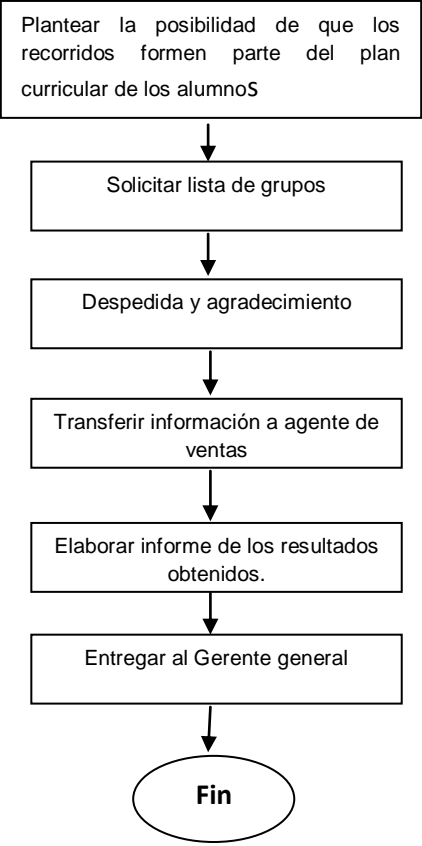 Plantear la posibilidad de que los
recorridos formen parte del plan
curricular de los alumnos
Solicitar lista de grupos
Despedida y agradecimiento
Transferir información a agente de
ventas
Elaborar informe de los resultados
obtenidos.
Entregar al Gerente general
Fin